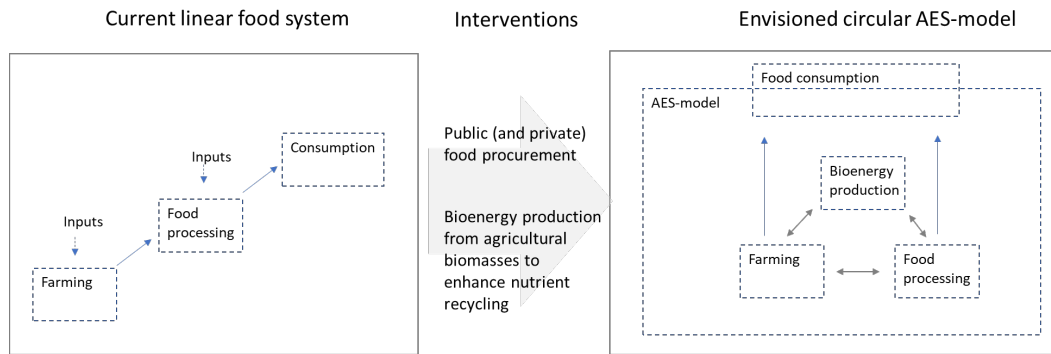 Current linear food system
Interventions
Envisioned circular AES-model
Inputs
Inputs
Farming
Food
processing
Consumption
Public (and private)
food procurement
Bioenergy production
from agricultural
biomasses to
enhance nutrient
recycling
Food consumption
AES-model
Bioenergy
production
Farming
Food
processing